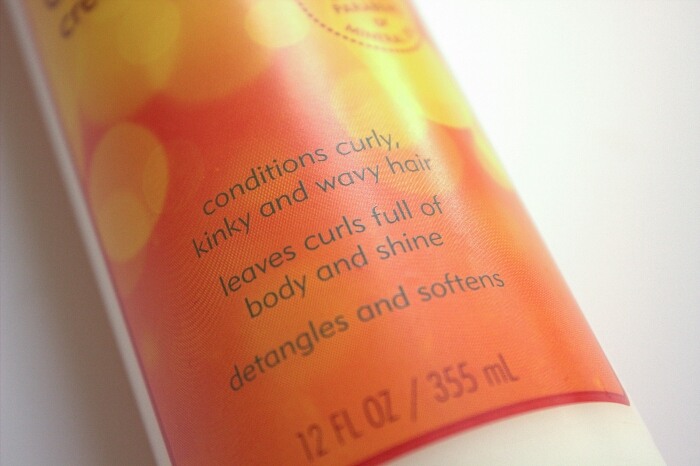 conditions curly,
kinky and wavy hair
leaves curls full of
body and shine
detangles and softens
12 FL OZ / 355 mL